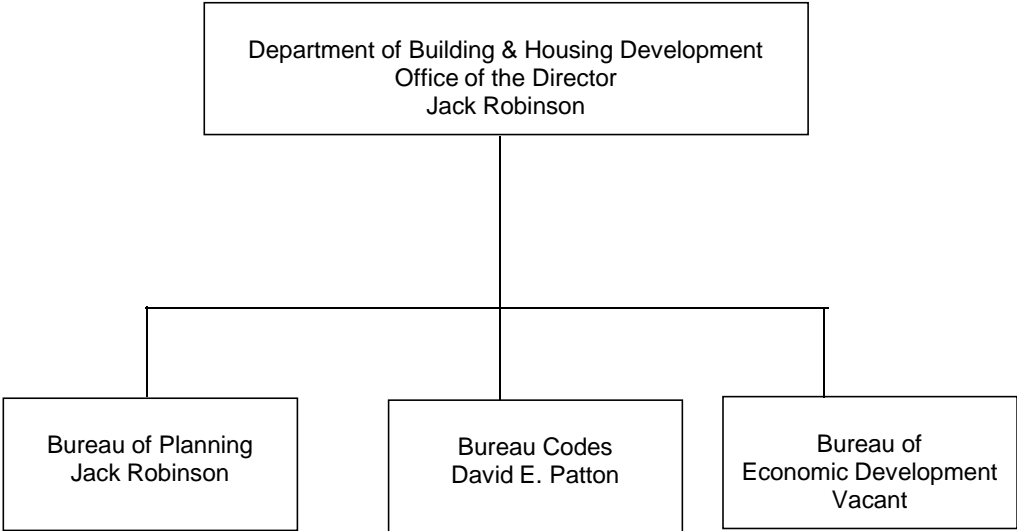 Department of Building & Housing Development
Office of the Director
Jack Robinson
Bureau of Planning
Jack Robinson
Bureau Codes
David E. Patton
Bureau of
Economic Development
Vacant